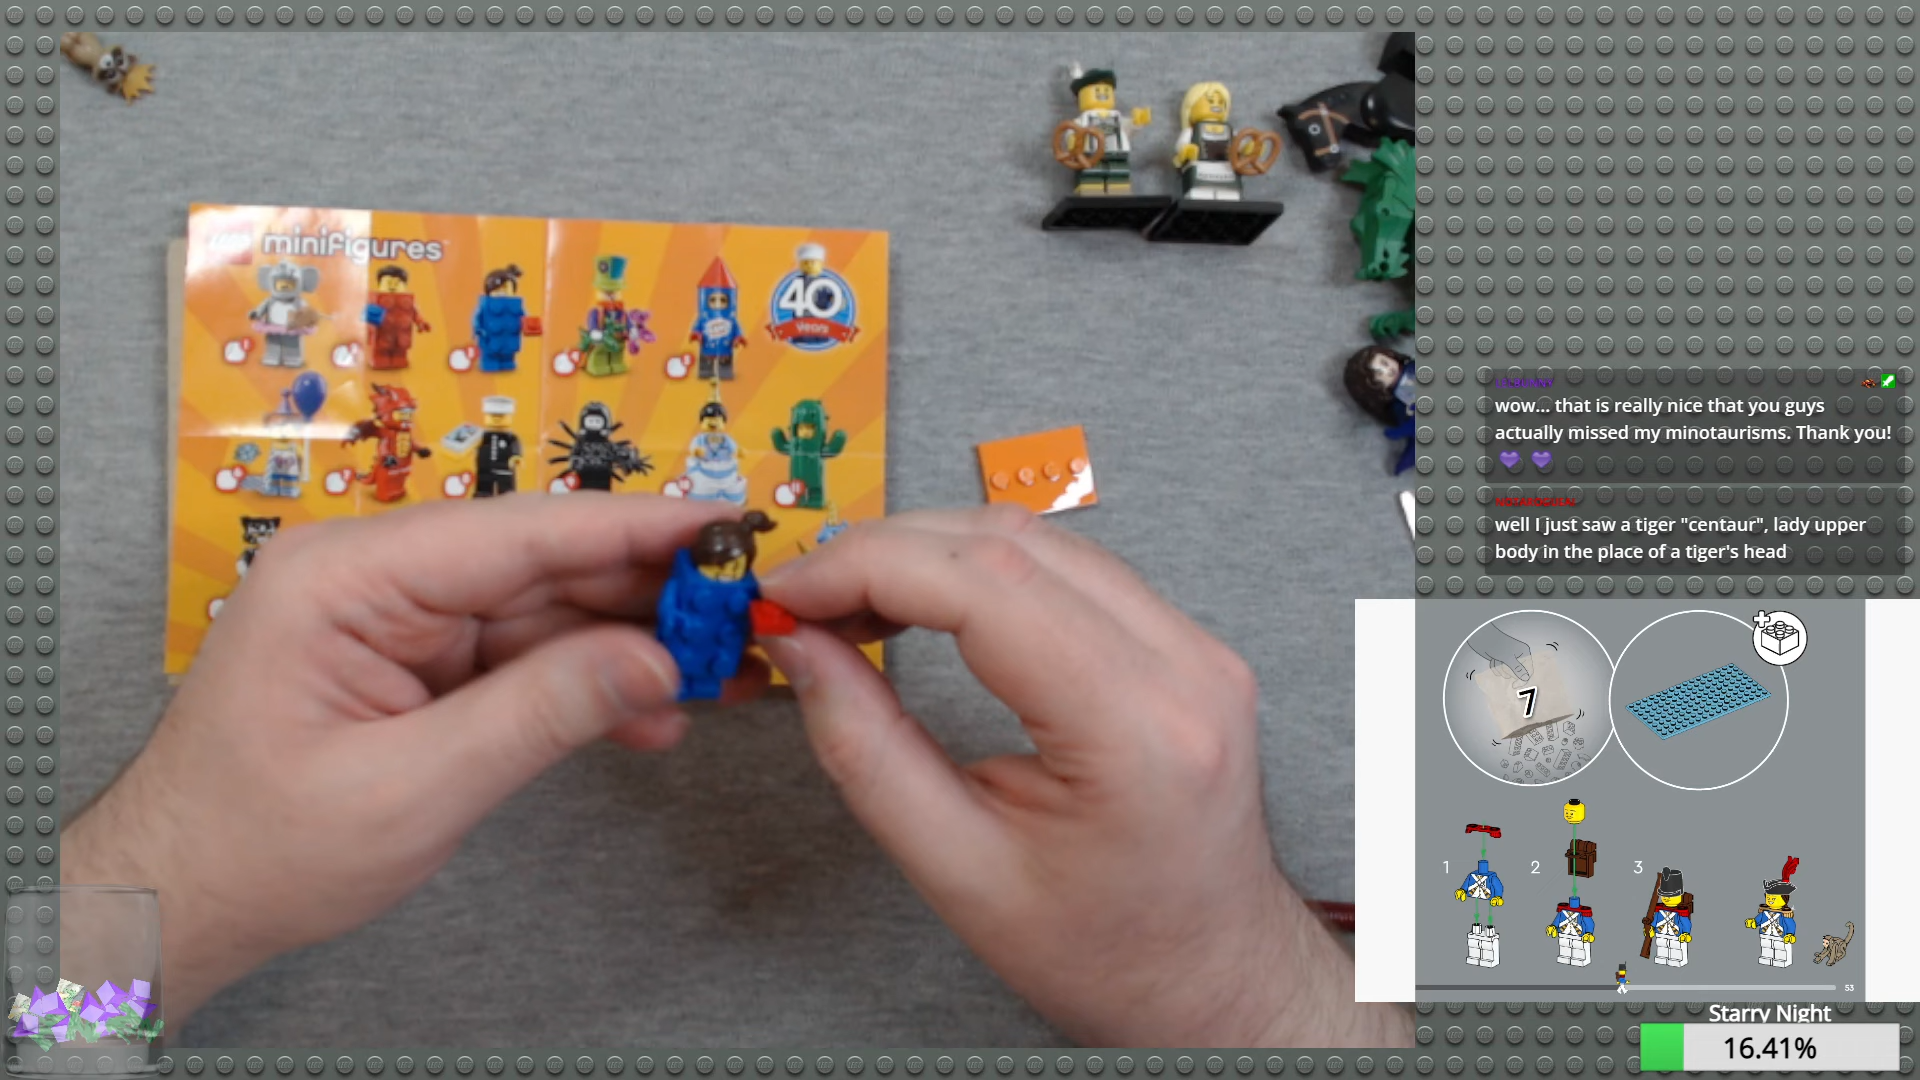 LEGO minifigures
40
Years
wow... that is really nice that you guys
actually missed my minotaurisms. Thank you!
well I just saw a tiger "centaur", lady upper
body in the place of a tiger's head
7
1
2
3
53
Starry Night
16.41%